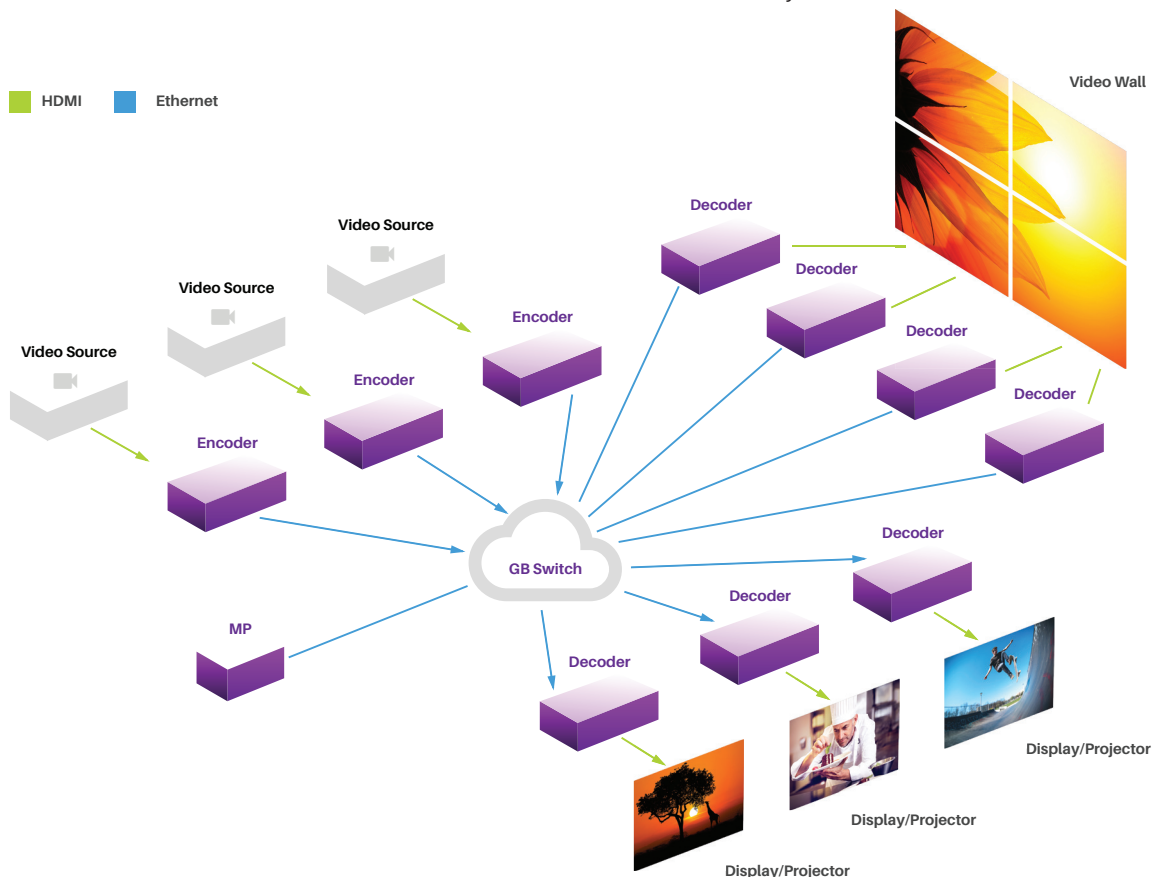 Video Wall
HDMI
Ethernet
Decoder
Video Source
Decoder
Video Source
Encoder
Decoder
Video Source
Encoder
Decoder
Encoder
Decoder
GB Switch
Decoder
MP
Decoder
Display/Projector
Display/Projector
Display/Projector